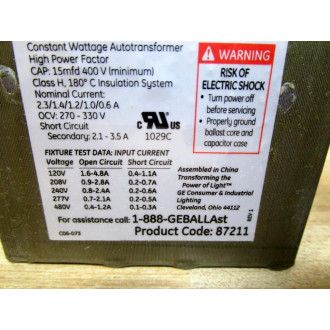 Constant Wattage Autotransformer
High Power Factor
CAP: 15mfd 400 V (minimum)
Class H, 180° C Insulation System
Nominal Current:
2.3/1.4/1.2/1.0/0.6 A
OCV: 270 - 330 V
Short Circuit
Secondary: 2.1 - 3.5 A
c UR US
1029C
WARNING
RISK OF
ELECTRIC SHOCK
• Turn power off
before servicing
• Properly ground
ballast core and
capacitor case
FIXTURE TEST DATA: INPUT CURRENT
Voltage Open Circuit Short Circuit
120V 1.6-4.8A 0.4-1.1A
208V 0.9-2.8A 0.2-0.7A
240V 0.8-2.4A 0.2-0.6A
277V 0.7-2.1A 0.2-0.5A
480V 0.4-1.2A 0.1-0.3A
Assembled in China
Transforming the
Power of Light™
GE Consumer & Industrial
Lighting
Cleveland, Ohio 44112
REV 1
For assistance call: 1-888-GEBALLAst
C06-073
Product Code: 87211